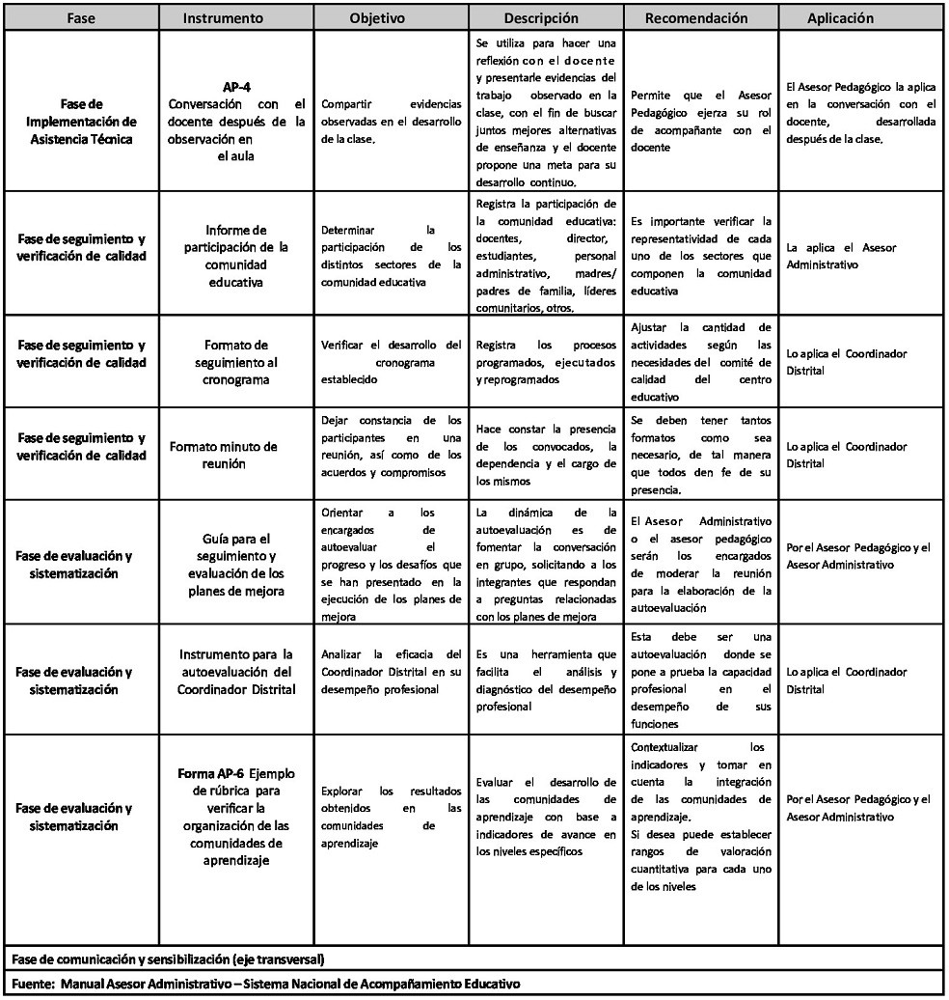 Fase Instrumento Objetivo Descripción Recomendación Aplicación
Fase de
Implementación de
Asistencia Técnica
AP-4
Conversación con el
docente después de la
observación en
el aula
Compartir evidencias
observadas en el desarrollo
de la clase.
Se utiliza para hacer una
reflexión con el docente
y presentarle evidencias del
trabajo observado en la
clase, con el fin de buscar
juntos mejores alternativas
de enseñanza y el docente
propone una meta para su
desarrollo continuo.
Permite que el Asesor
Pedagógico ejerza su rol
de acompañante con el
docente
El Asesor Pedagógico la aplica
en la conversación con el
docente, desarrollada
después de la clase.
Fase de seguimiento y
verificación de calidad
Informe de
participación de la
comunidad
educativa
Determinar la
participación de los
distintos sectores de la
comunidad educativa
Registra la participación de
la comunidad educativa:
docentes, director,
estudiantes, personal
administrativo, madres/
padres de familia, líderes
comunitarios, otros.
Es importante verificar la
representatividad de cada
uno de los sectores que
componen la comunidad
educativa
La aplica el Asesor
Administrativo
Fase de seguimiento y
verificación de calidad
Formato de
seguimiento al
cronograma
Verificar el desarrollo del
cronograma
establecido
Registra los procesos
programados, ejecutados
y reprogramados
Ajustar la cantidad de
actividades según las
necesidades del comité de
calidad del centro
educativo
Lo aplica el Coordinador
Distrital
Fase de seguimiento y
verificación de calidad
Formato minuto de
reunión
Dejar constancia de los
participantes en una
reunión, así como de los
acuerdos y compromisos
Hace constar la presencia
de los convocados, la
dependencia y el cargo de
los mismos
Se deben tener tantos
formatos como sea
necesario, de tal manera
que todos den fe de su
presencia.
Lo aplica el Coordinador
Distrital
Fase de evaluación y
sistematización
Guía para el
seguimiento y
evaluación de los
planes de mejora
Orientar a los
encargados de
autoevaluar el
progreso y los desafíos que
se han presentado en la
ejecución de los planes de
mejora
La dinámica de la
autoevaluación es de
fomentar la conversación
en grupo, solicitando a los
integrantes que respondan
a preguntas relacionadas
con los planes de mejora
El Asesor Administrativo
o el asesor pedagógico
serán los encargados
de moderar la reunión
para la elaboración de la
autoevaluación
Por el Asesor Pedagógico y el
Asesor Administrativo
Fase de evaluación y
sistematización
Instrumento para la
autoevaluación del
Coordinador Distrital
Analizar la eficacia del
Coordinador Distrital en su
desempeño profesional
Es una herramienta que
facilita el análisis y
diagnóstico del desempeño
profesional
Esta debe ser una
autoevaluación donde se
pone a prueba la capacidad
profesional en el
desempeño de sus
funciones
Lo aplica el Coordinador
Distrital
Fase de evaluación y
sistematización
Forma AP-6 Ejemplo
de rúbrica para
verificar la
organización de las
comunidades de
aprendizaje
Explorar los resultados
obtenidos en las
comunidades de
aprendizaje
Evaluar el desarrollo de
las comunidades de
aprendizaje con base a
indicadores de avance en
los niveles específicos
Contextualizar los
indicadores y tomar en
cuenta la integración
de las comunidades de
aprendizaje.
Si desea puede establecer
rangos de valoración
cuantitativa para cada uno
de los niveles
Por el Asesor Pedagógico y el
Asesor Administrativo
Fase de comunicación y sensibilización (eje transversal)
Fuente: Manual Asesor Administrativo – Sistema Nacional de Acompañamiento Educativo